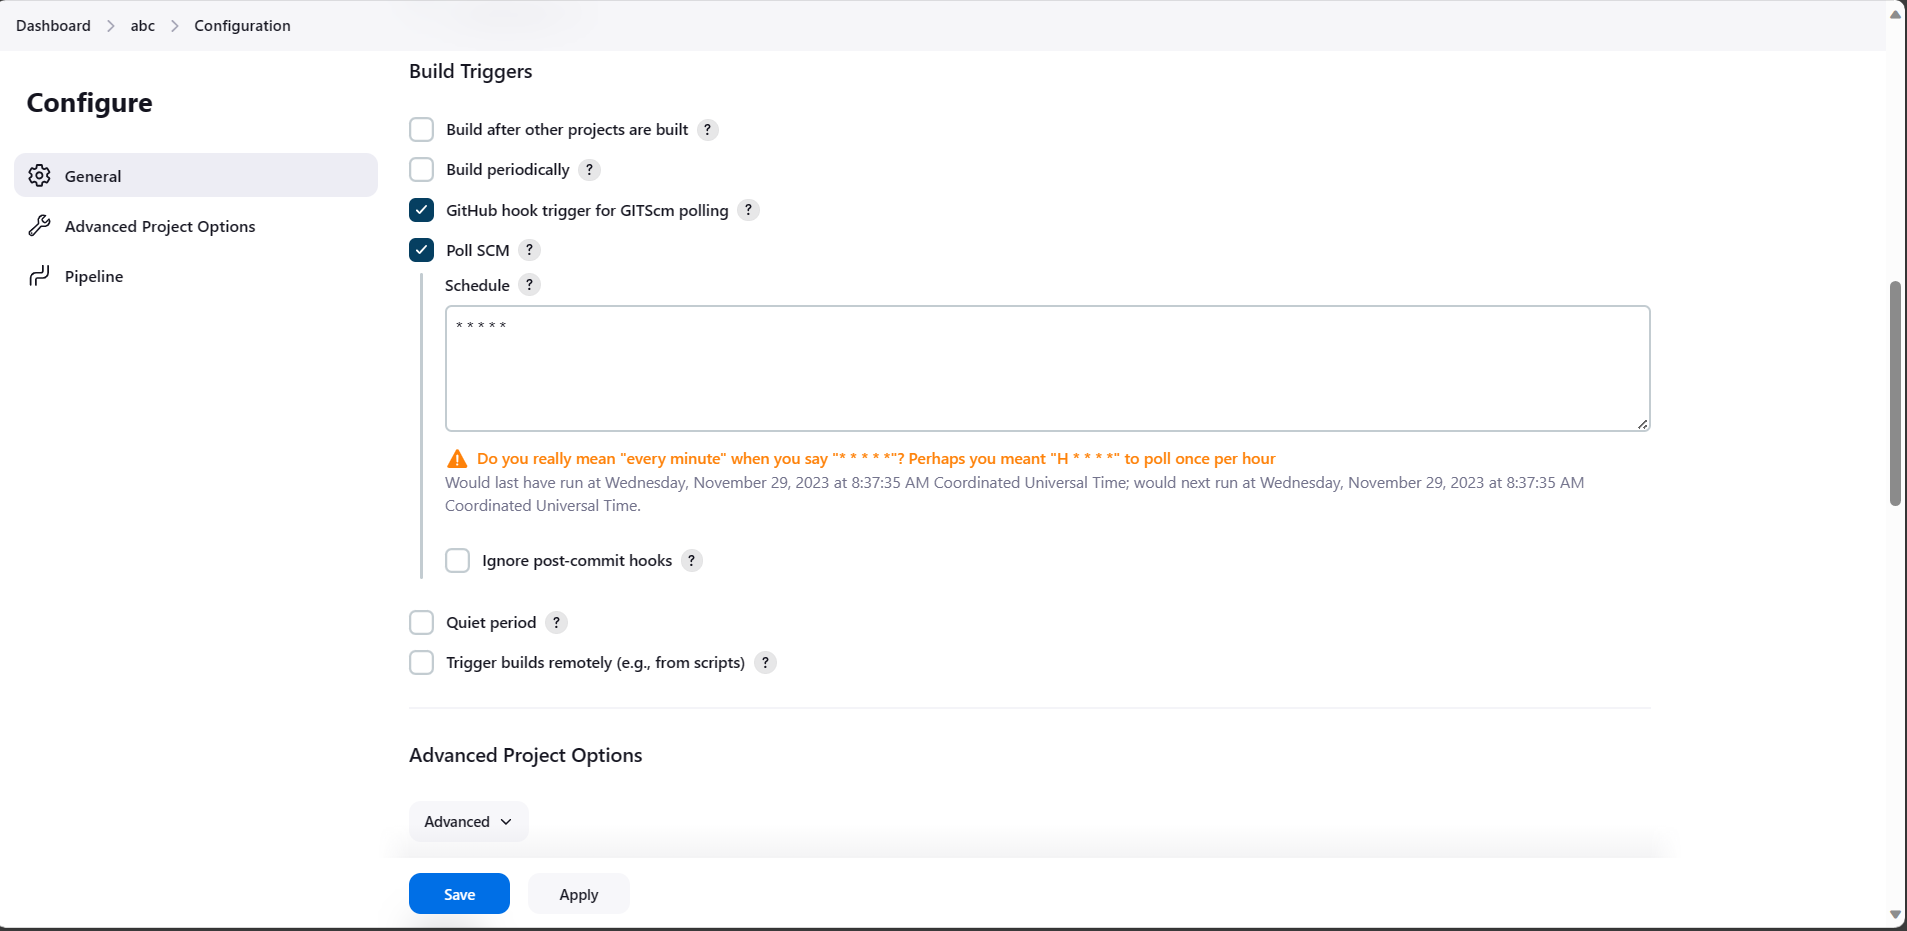 Dashboard > abc > Configuration
Configure
General
Advanced Project Options
Pipeline
Build Triggers
Build after other projects are built ?
Build periodically ?
GitHub hook trigger for GITScm polling ?
Poll SCM ?
Schedule ?
* * * * *
Do you really mean "every minute" when you say "* * * * *"? Perhaps you meant "H * * * *" to poll once per hour
Would last have run at Wednesday, November 29, 2023 at 8:37:35 AM Coordinated Universal Time; would next run at Wednesday, November 29, 2023 at 8:37:35 AM
Coordinated Universal Time.
Ignore post-commit hooks ?
Quiet period ?
Trigger builds remotely (e.g., from scripts) ?
Advanced Project Options
Advanced
Save
Apply